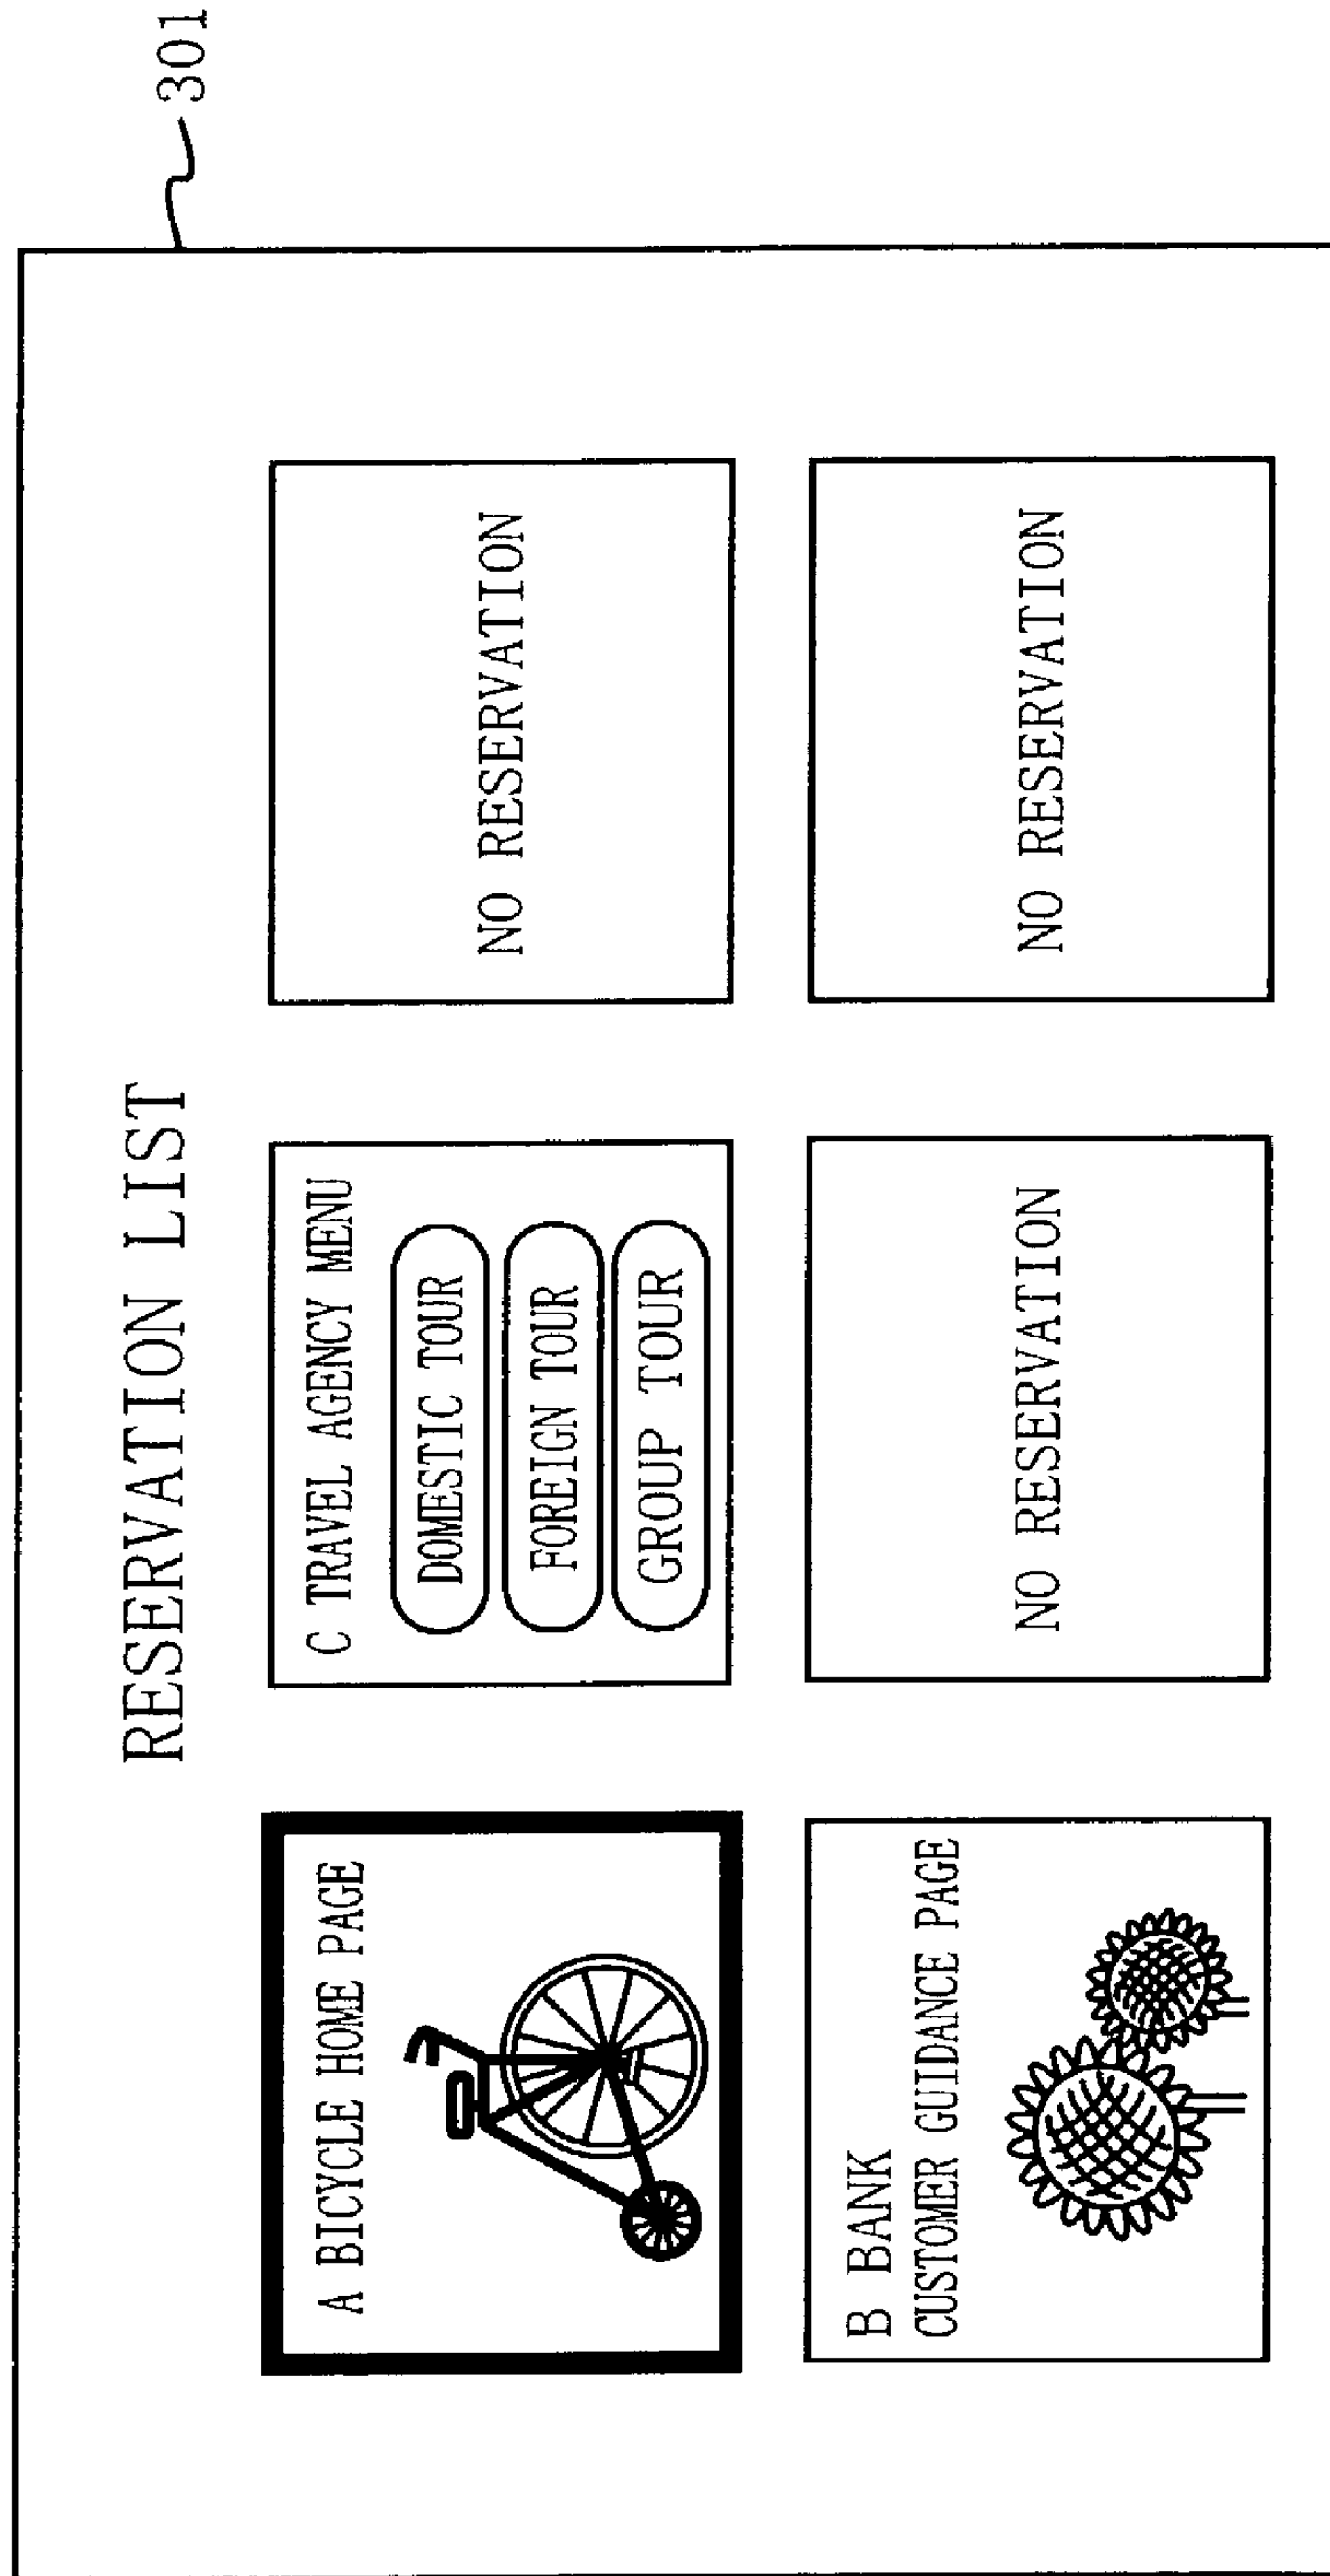 301
RESERVATION LIST
A BICYCLE HOME PAGE
C TRAVEL AGENCY MENU
DOMESTIC TOUR
FOREIGN TOUR
GROUP TOUR
NO RESERVATION
B BANK
CUSTOMER GUIDANCE PAGE
NO RESERVATION
NO RESERVATION